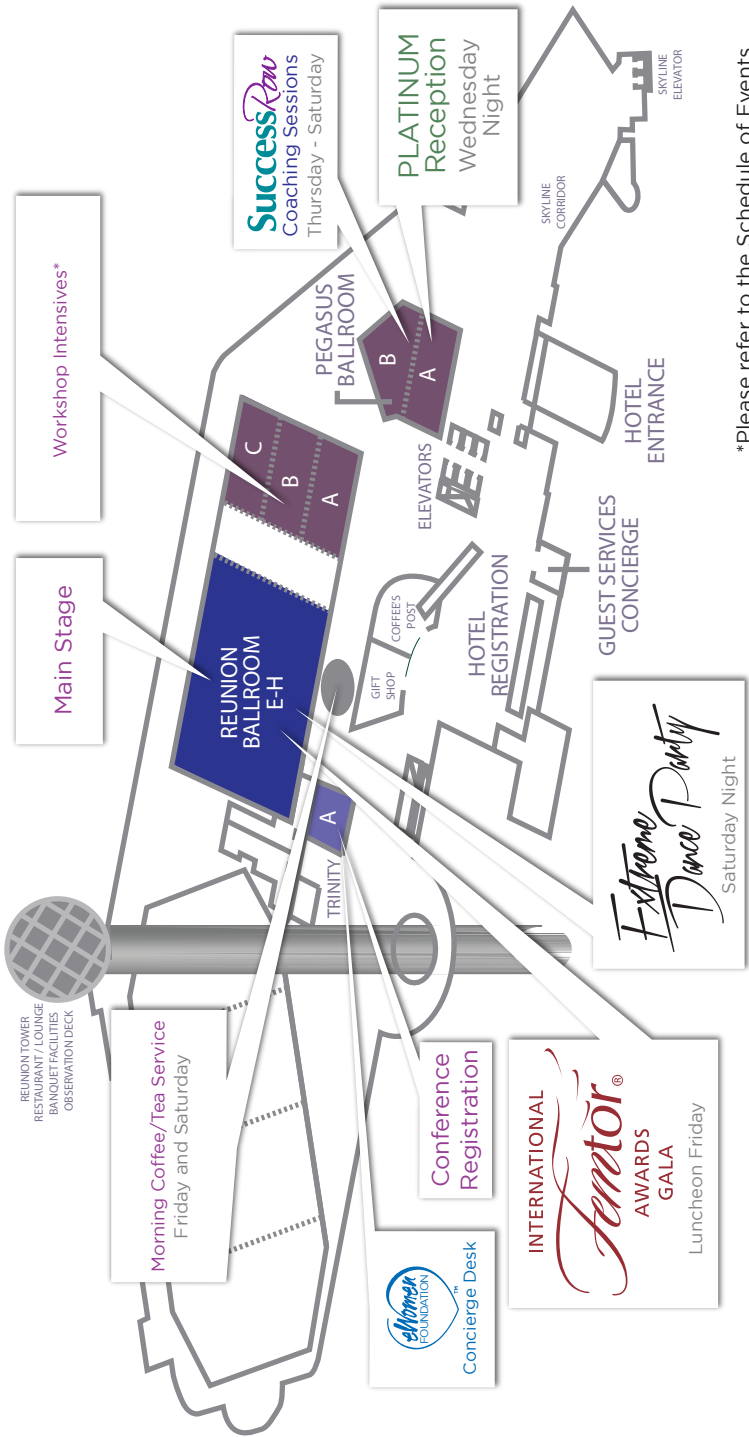 REUNION TOWER
RESTAURANT / LOUNGE
BANQUET FACILITIES
OBSERVATION DECK
Morning Coffee/Tea Service
Friday and Saturday
Main Stage
Workshop Intensives*
SuccessRow
Coaching Sessions
Thursday - Saturday
PLATINUM
Reception
Wednesday
Night
REUNION
BALLROOM
E-H
C
B
A
PEGASUS
BALLROOM
B
A
TRINITY
A
GIFT
SHOP
COFFEE'S
POST
ELEVATORS
SKYLINE
CORRIDOR
SKYLINE
ELEVATOR
HOTEL
REGISTRATION
GUEST SERVICES
CONCIERGE
HOTEL
ENTRANCE
Conference
Registration
eWomen
FOUNDATION™
Concierge Desk
INTERNATIONAL
Femtor®
AWARDS
GALA
Luncheon Friday
Extreme
Dance Party
Saturday Night
*Please refer to the Schedule of Events